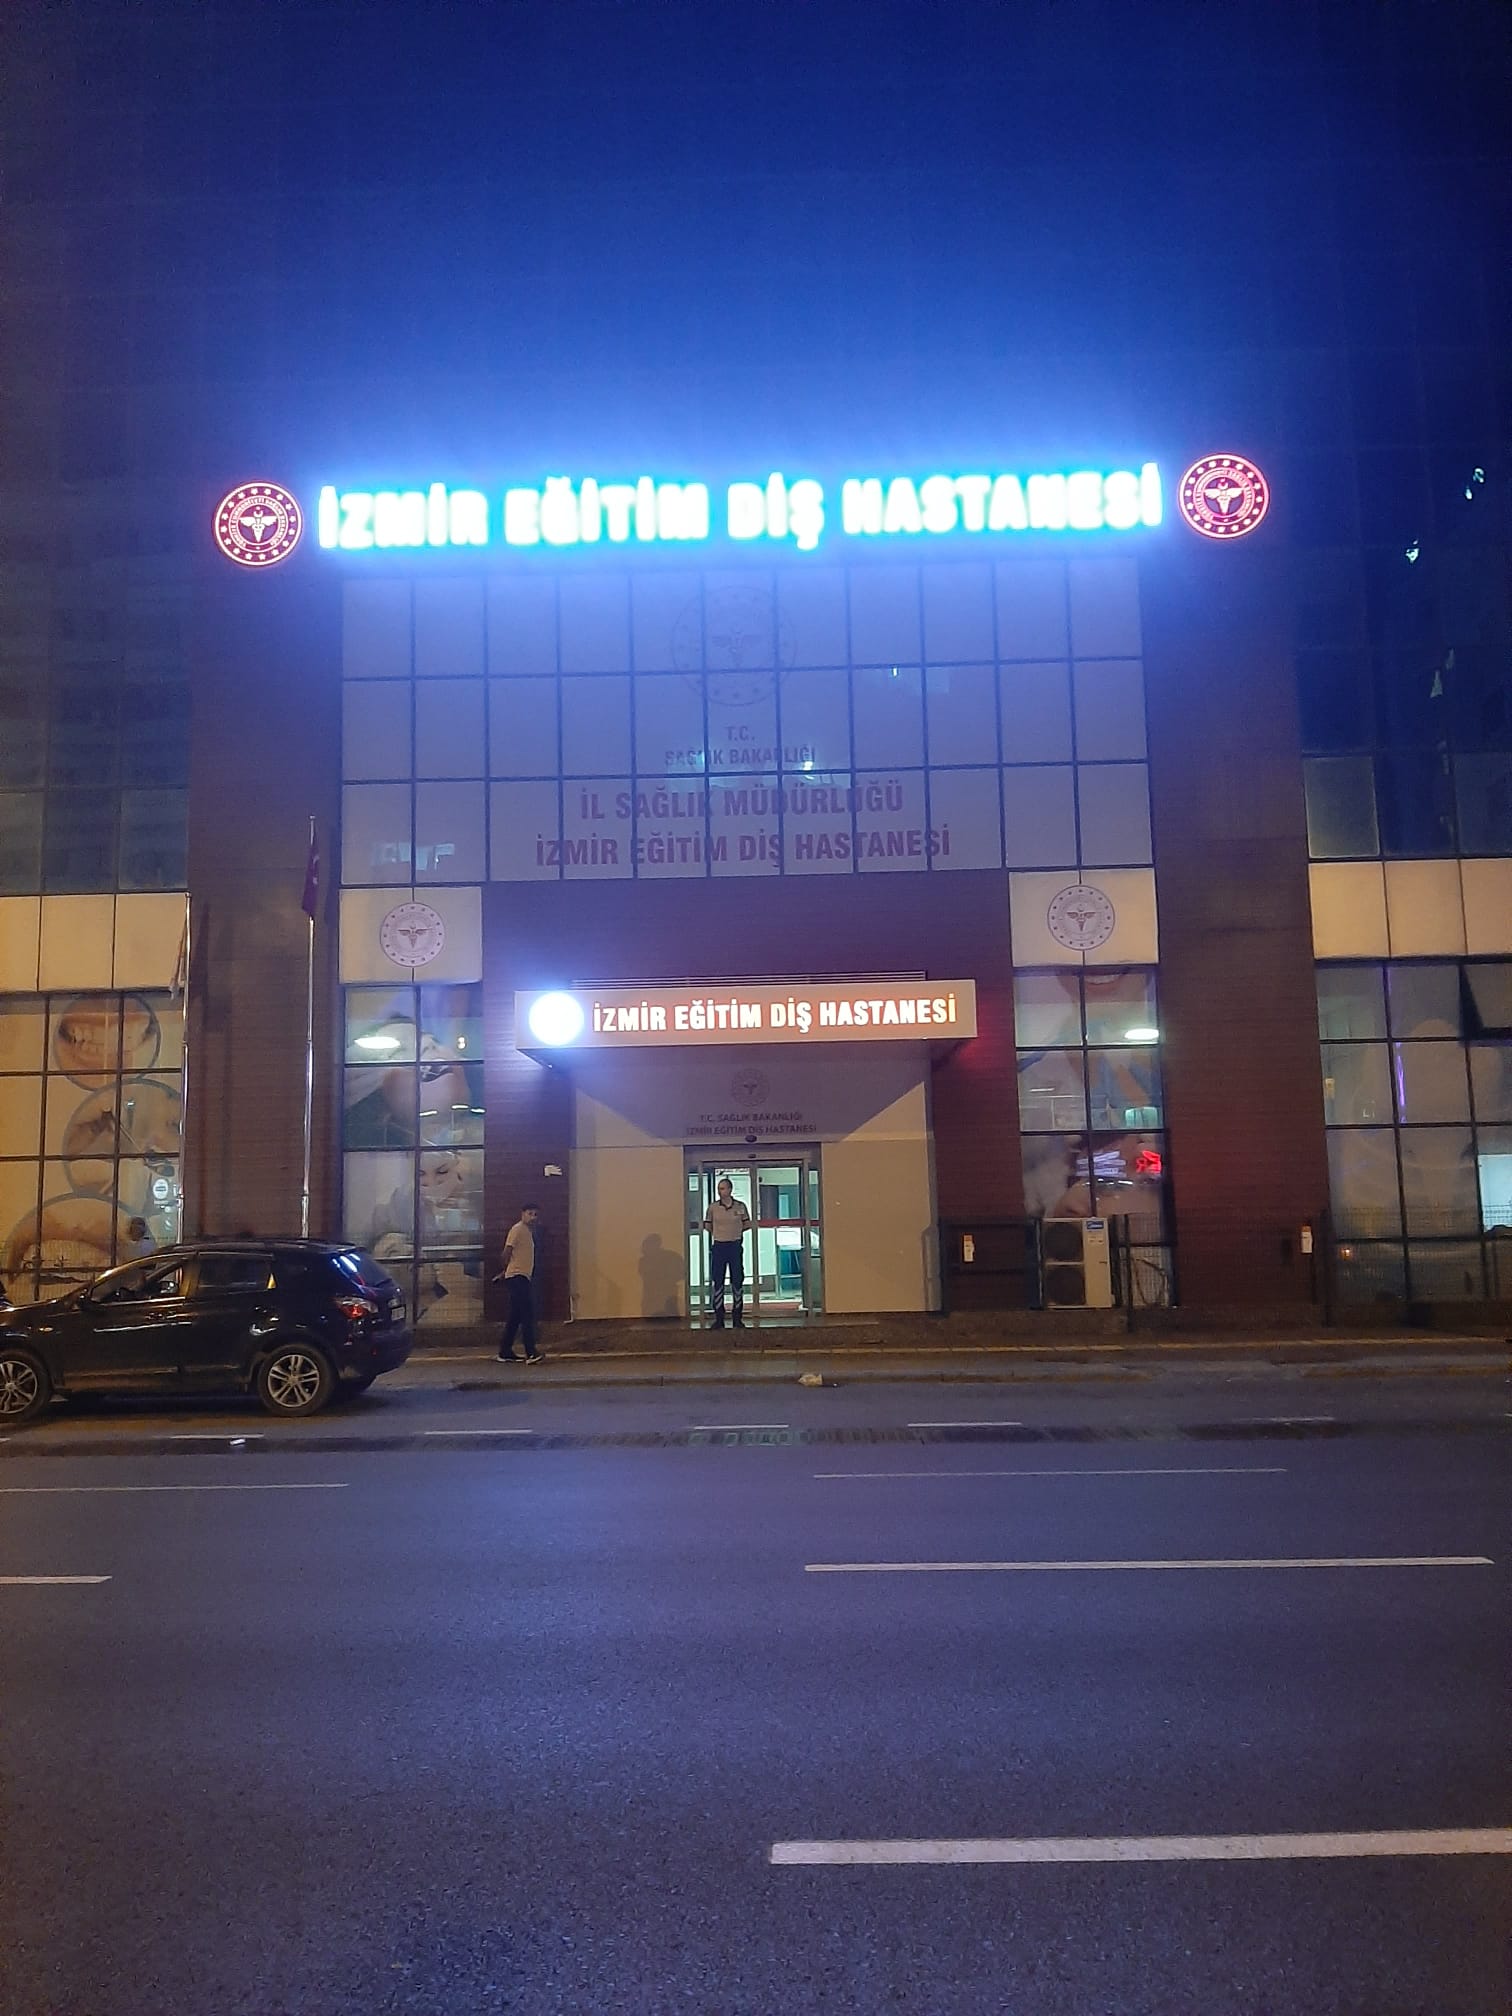 İZMİR EĞİTİM DİŞ HASTANESİ
T.C.
SAĞLIK BAKANLIĞI
İL SAĞLIK MÜDÜRLÜĞÜ
İZMİR EĞİTİM DİŞ HASTANESİ
İZMİR EĞİTİM DİŞ HASTANESİ
T.C. SAĞLIK BAKANLIĞI
İZMİR EĞİTİM DİŞ HASTANESİ